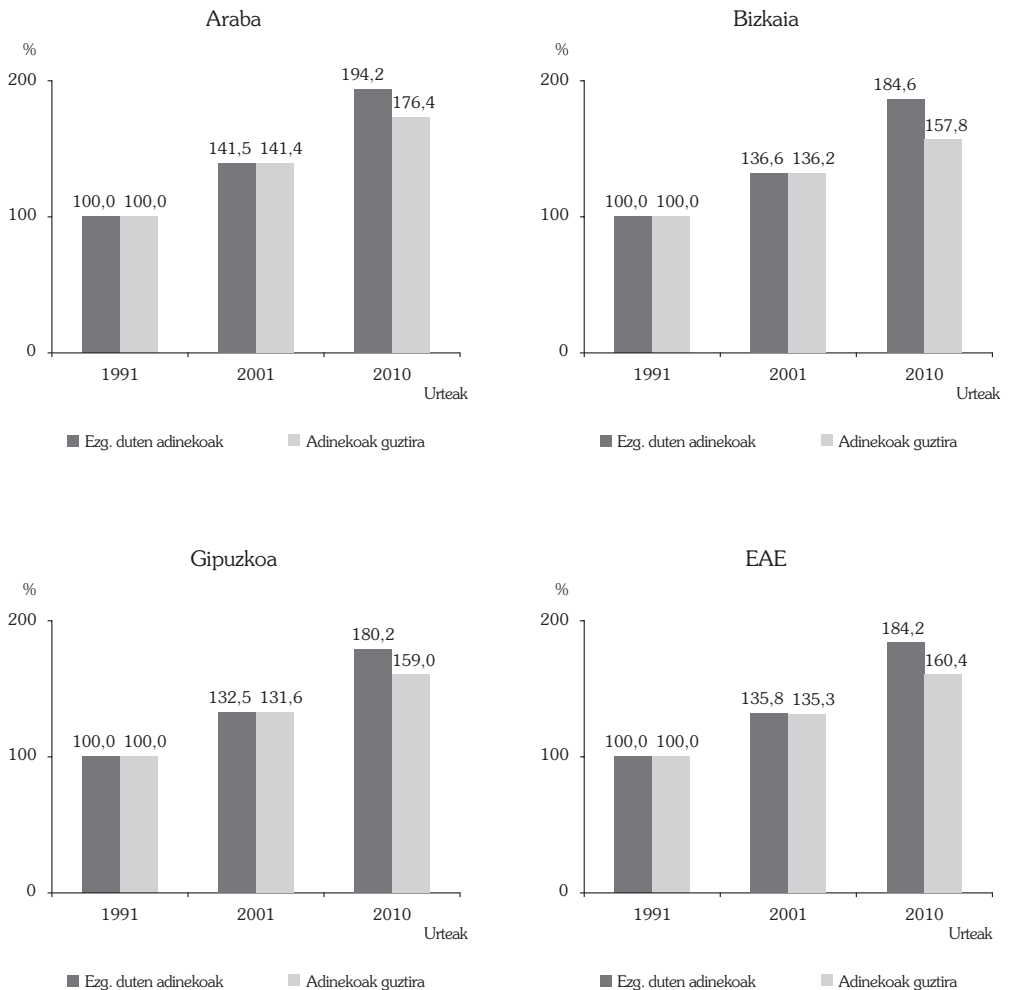 Araba
%
200
100
0
100,0 100,0
141,5 141,4
194,2
176,4
1991 2001 2010
Urteak
Ezg. duten adinekoak Adinekoak guztira
Bizkaia
%
200
100
0
100,0 100,0
136,6 136,2
184,6
157,8
1991 2001 2010
Urteak
Ezg. duten adinekoak Adinekoak guztira
Gipuzkoa
%
200
100
0
100,0 100,0
132,5 131,6
180,2
159,0
1991 2001 2010
Urteak
Ezg. duten adinekoak Adinekoak guztira
EAE
%
200
100
0
100,0 100,0
135,8 135,3
184,2
160,4
1991 2001 2010
Urteak
Ezg. duten adinekoak Adinekoak guztira